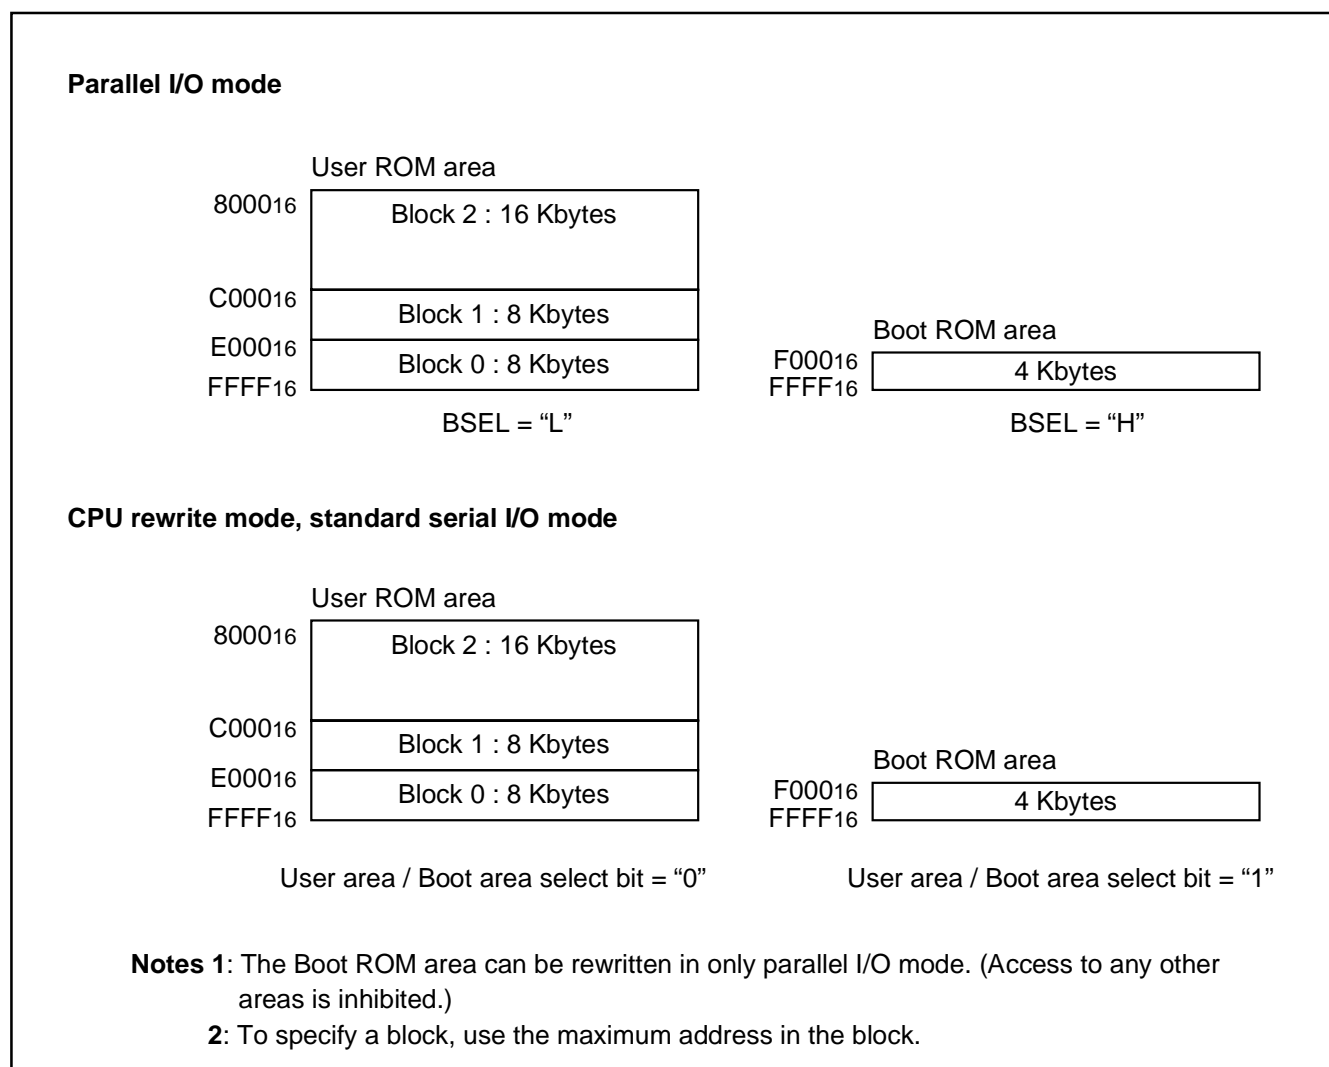 Parallel I/O mode
User ROM area
800016
Block 2 : 16 Kbytes
C00016
Block 1 : 8 Kbytes
E00016
Block 0 : 8 Kbytes
FFFF16
BSEL = “L”
Boot ROM area
F00016
4 Kbytes
FFFF16
BSEL = “H”
CPU rewrite mode, standard serial I/O mode
User ROM area
800016
Block 2 : 16 Kbytes
C00016
Block 1 : 8 Kbytes
E00016
Block 0 : 8 Kbytes
FFFF16
User area / Boot area select bit = “0”
Boot ROM area
F00016
4 Kbytes
FFFF16
User area / Boot area select bit = “1”
Notes 1: The Boot ROM area can be rewritten in only parallel I/O mode. (Access to any other
areas is inhibited.)
2: To specify a block, use the maximum address in the block.